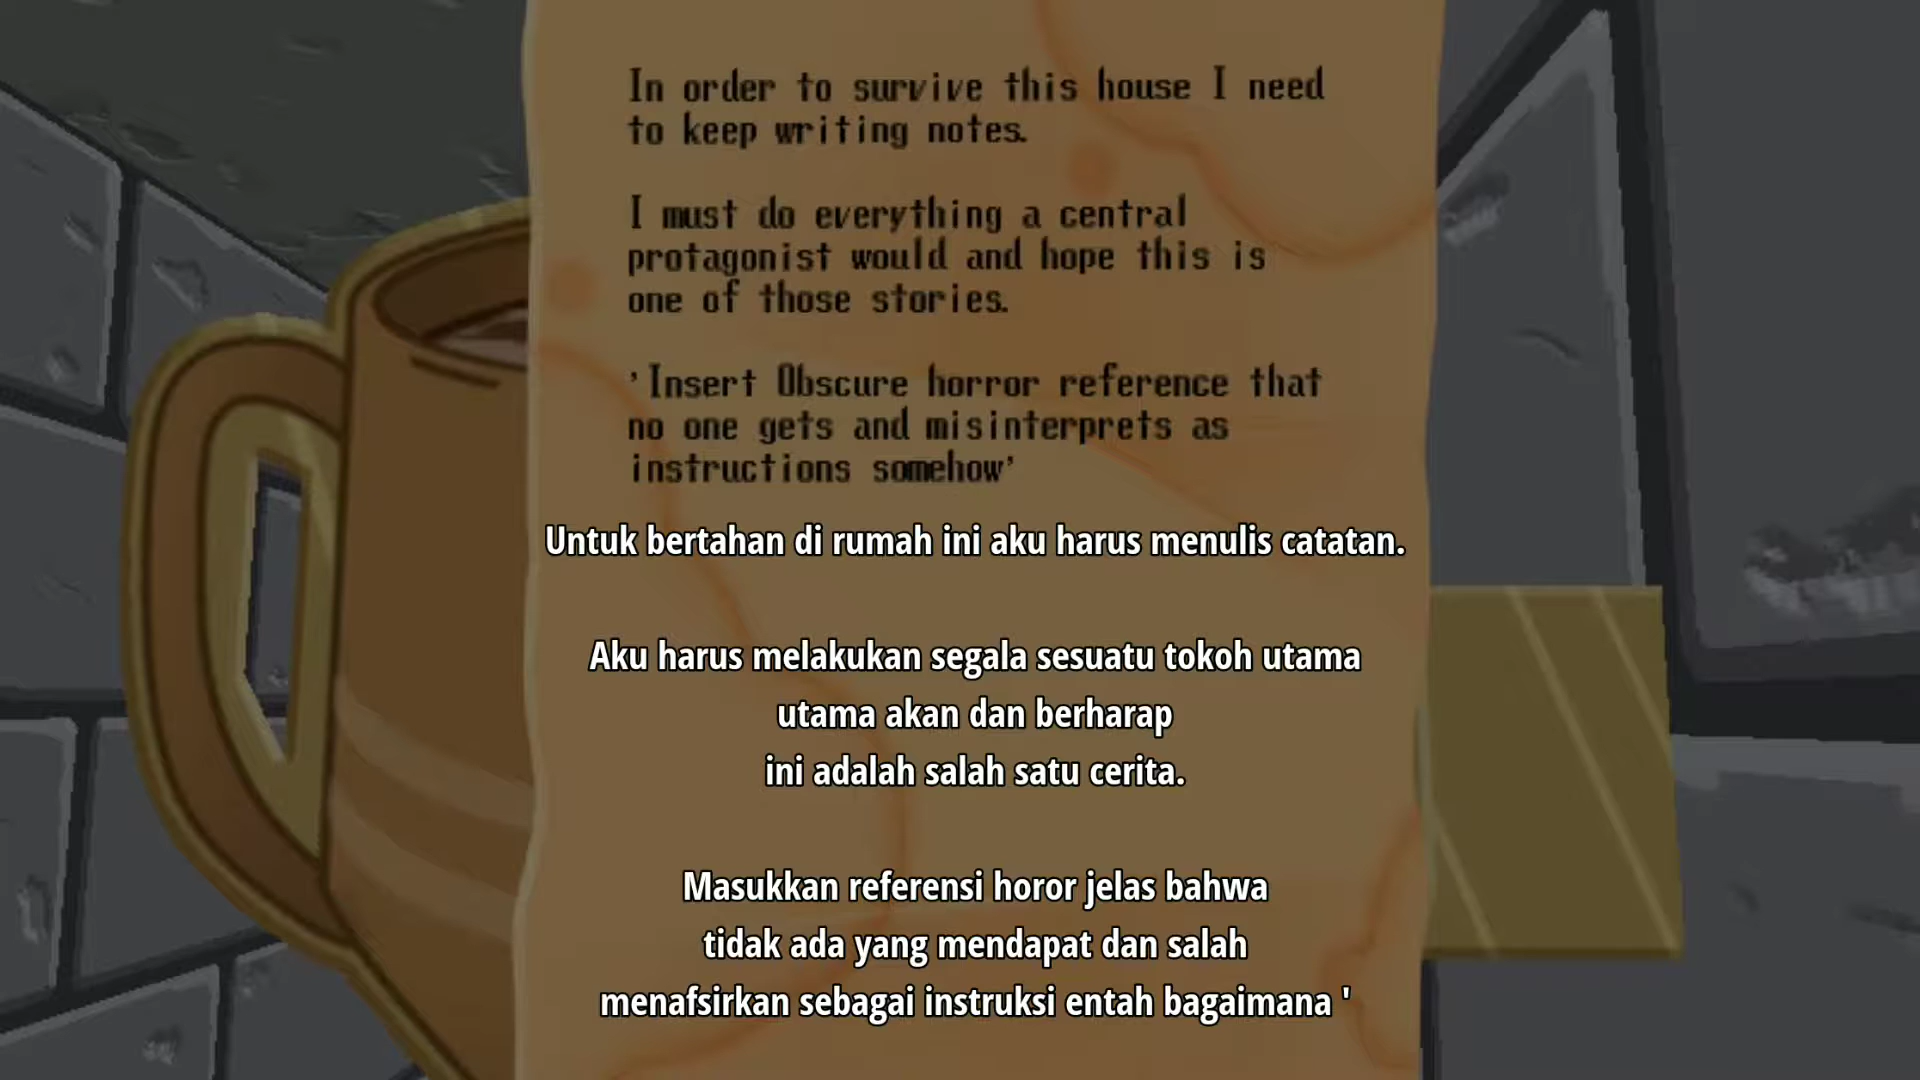 In order to survive this house I need
to keep writing notes.
I must do everything a central
protagonist would and hope this is
one of those stories.
'Insert Obscure horror reference that
no one gets and misinterprets as
instructions somehow'
Untuk bertahan di rumah ini aku harus menulis catatan.
Aku harus melakukan segala sesuatu tokoh utama
utama akan dan berharap
ini adalah salah satu cerita.
Masukkan referensi horor jelas bahwa
tidak ada yang mendapat dan salah
menafsirkan sebagai instruksi entah bagaimana '